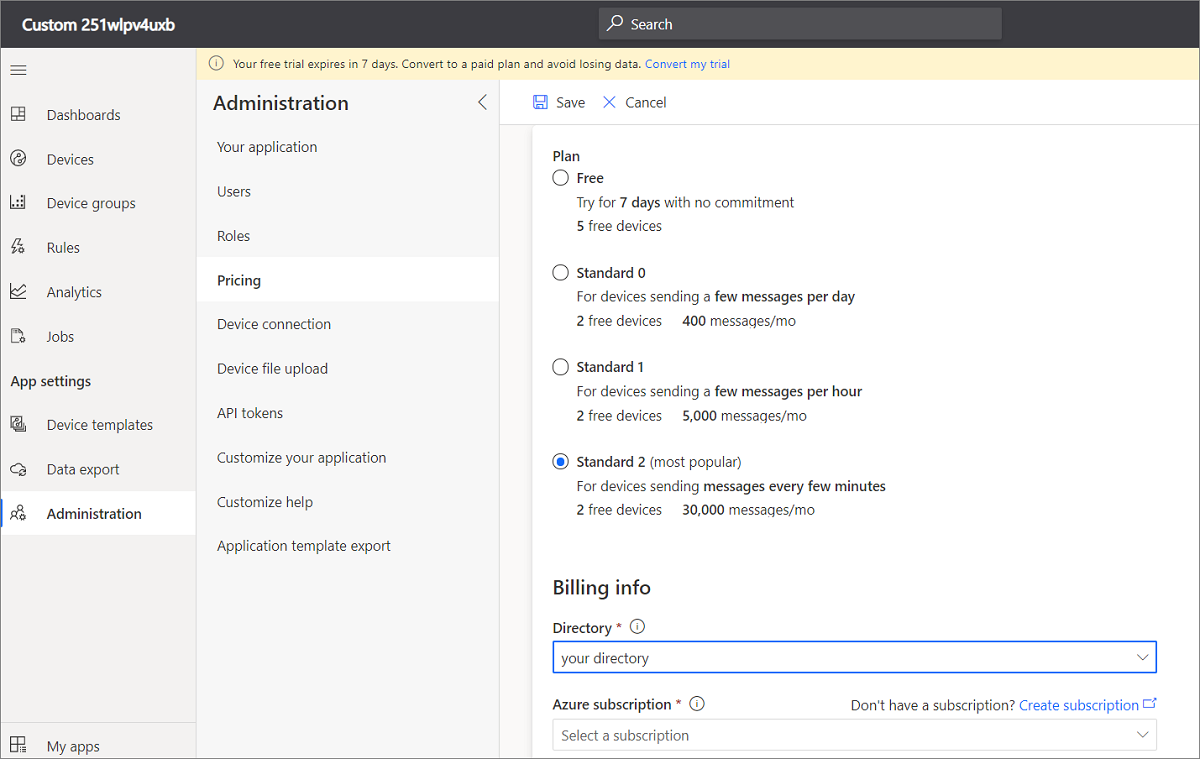 Custom 251wlpv4uxb
Search
Your free trial expires in 7 days. Convert to a paid plan and avoid losing data. Convert my trial
Dashboards
Devices
Device groups
Rules
Analytics
Jobs
App settings
Device templates
Data export
Administration
My apps
Administration
Your application
Users
Roles
Pricing
Device connection
Device file upload
API tokens
Customize your application
Customize help
Application template export
Save Cancel
Plan
Free
Try for 7 days with no commitment
5 free devices
Standard 0
For devices sending a few messages per day
2 free devices 400 messages/mo
Standard 1
For devices sending a few messages per hour
2 free devices 5,000 messages/mo
Standard 2 (most popular)
For devices sending messages every few minutes
2 free devices 30,000 messages/mo
Billing info
Directory *
your directory
Azure subscription * Don't have a subscription? Create subscription
Select a subscription